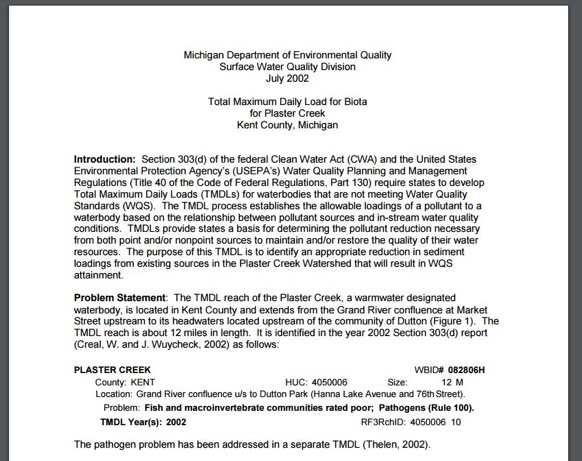 Michigan Department of Environmental Quality
Surface Water Quality Division
July 2002
Total Maximum Daily Load for Biota
for Plaster Creek
Kent County, Michigan
Introduction: Section 303(d) of the federal Clean Water Act (CWA) and the United States
Environmental Protection Agency's (USEPA's) Water Quality Planning and Management
Regulations (Title 40 of the Code of Federal Regulations, Part 130) require states to develop
Total Maximum Daily Loads (TMDLs) for waterbodies that are not meeting Water Quality
Standards (WQS). The TMDL process establishes the allowable loadings of a pollutant to a
waterbody based on the relationship between pollutant sources and in-stream water quality
conditions. TMDLs provide states a basis for determining the pollutant reduction necessary
from both point and/or nonpoint sources to maintain and/or restore the quality of their water
resources. The purpose of this TMDL is to identify an appropriate reduction in sediment
loadings from existing sources in the Plaster Creek Watershed that will result in WQS
attainment.
Problem Statement: The TMDL reach of the Plaster Creek, a warmwater designated
waterbody, is located in Kent County and extends from the Grand River confluence at Market
Street upstream to its headwaters located upstream of the community of Dutton (Figure 1). The
TMDL reach is about 12 miles in length. It is identified in the year 2002 Section 303(d) report
(Creal, W. and J. Wuycheck, 2002) as follows:
PLASTER CREEK WBID# 082806H
County: KENT HUC: 4050006 Size: 12 M
Location: Grand River confluence u/s to Dutton Park (Hanna Lake Avenue and 76th Street).
Problem: Fish and macroinvertebrate communities rated poor; Pathogens (Rule 100).
TMDL Year(s): 2002 RF3RchID: 4050006 10
The pathogen problem has been addressed in a separate TMDL (Thelen, 2002).